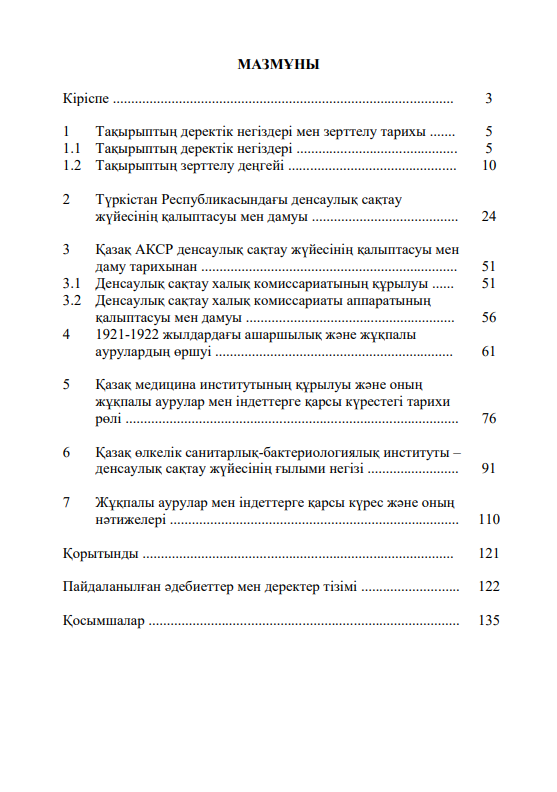 МАЗМҰНЫ
Кіріспе ............................................................................................. 3
1 Тақырыптың деректік негіздері мен зерттелу тарихы ....... 5
1.1 Тақырыптың деректік негіздері ............................................ 5
1.2 Тақырыптың зерттелу деңгейі .............................................. 10
2 Түркістан Республикасындағы денсаулық сақтау
жүйесінің қалыптасуы мен дамуы ........................................ 24
3 Қазақ АКСР денсаулық сақтау жүйесінің қалыптасуы мен
даму тарихынан ...................................................................... 51
3.1 Денсаулық сақтау халық комиссариатының құрылуы ...... 51
3.2 Денсаулық сақтау халық комиссариаты аппаратының
қалыптасуы мен дамуы ......................................................... 56
4 1921-1922 жылдардағы ашаршылық және жұқпалы
аурулардың өршуі ................................................................. 61
5 Қазақ медицина институтының құрылуы және оның
жұқпалы аурулар мен індеттерге қарсы күрестегі тарихи
рөлі ........................................................................................... 76
6 Қазақ өлкелік санитарлық-бактериологиялық институты –
денсаулық сақтау жүйесінің ғылыми негізі ......................... 91
7 Жұқпалы аурулар мен індеттерге қарсы күрес және оның
нәтижелері ............................................................................... 110
Қорытынды ..................................................................................... 121
Пайдаланылған әдебиеттер мен деректер тізімі ........................... 122
Қосымшалар ..................................................................................... 135